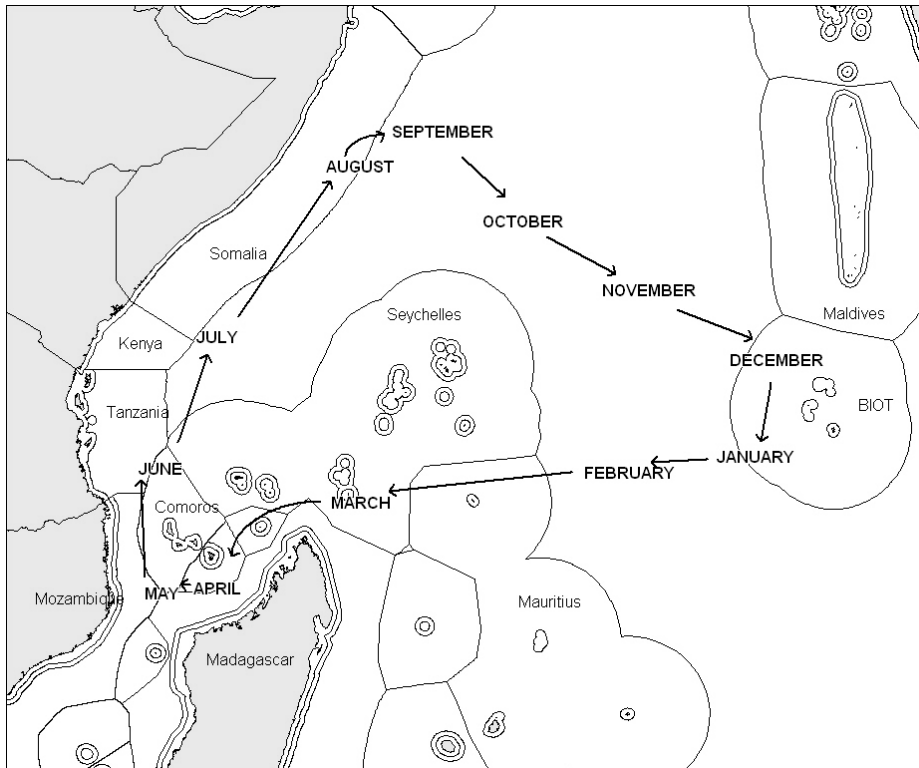 SEPTEMBER
AUGUST
OCTOBER
Somalia
NOVEMBER
Seychelles
Maldives
JULY
Kenya
DECEMBER
Tanzania
BIOT
JANUARY
JUNE
FEBRUARY
MARCH
Comoros
MAY
APRIL
Mozambique
Mauritius
Madagascar